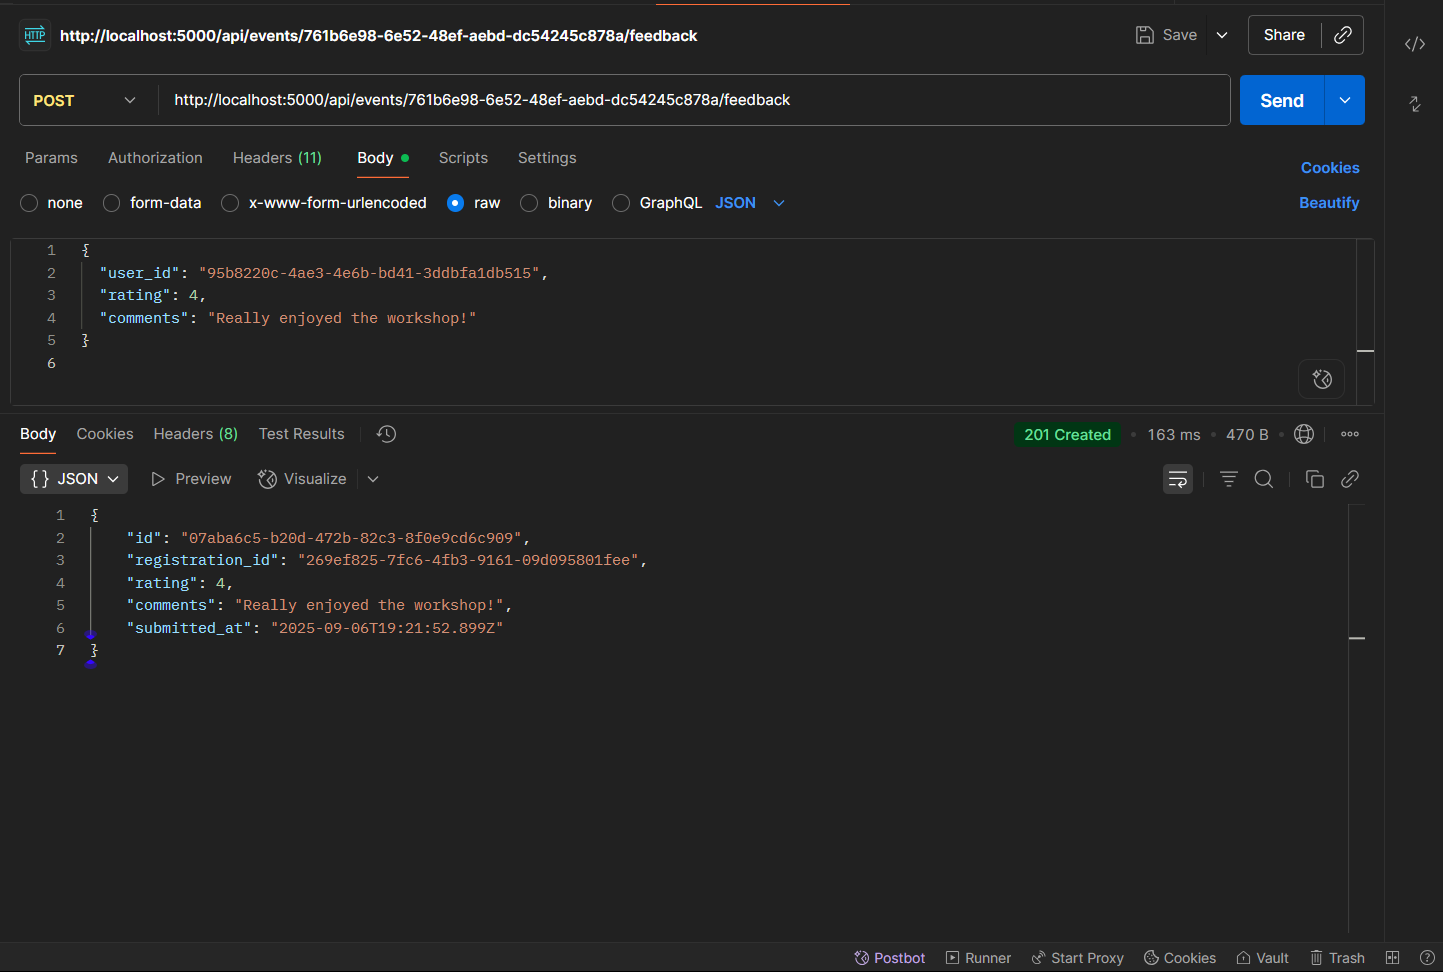 HTTP http://localhost:5000/api/events/761b6e98-6e52-48ef-aebd-dc54245c878a/feedback Save Share
POST http://localhost:5000/api/events/761b6e98-6e52-48ef-aebd-dc54245c878a/feedback Send
Params Authorization Headers (11) Body Scripts Settings Cookies
none form-data x-www-form-urlencoded raw binary GraphQL JSON Beautify
1 {
2 "user_id": "95b8220c-4ae3-4e6b-bd41-3ddbfa1db515",
3 "rating": 4,
4 "comments": "Really enjoyed the workshop!"
5 }
6
Body Cookies Headers (8) Test Results 201 Created 163 ms 470 B
{} JSON Preview Visualize
1 {
2 "id": "07aba6c5-b20d-472b-82c3-8f0e9cd6c909",
3 "registration_id": "269ef825-7fc6-4fb3-9161-09d095801fee",
4 "rating": 4,
5 "comments": "Really enjoyed the workshop!",
6 "submitted_at": "2025-09-06T19:21:52.899Z"
7 }
Postbot Runner Start Proxy Cookies Vault Trash